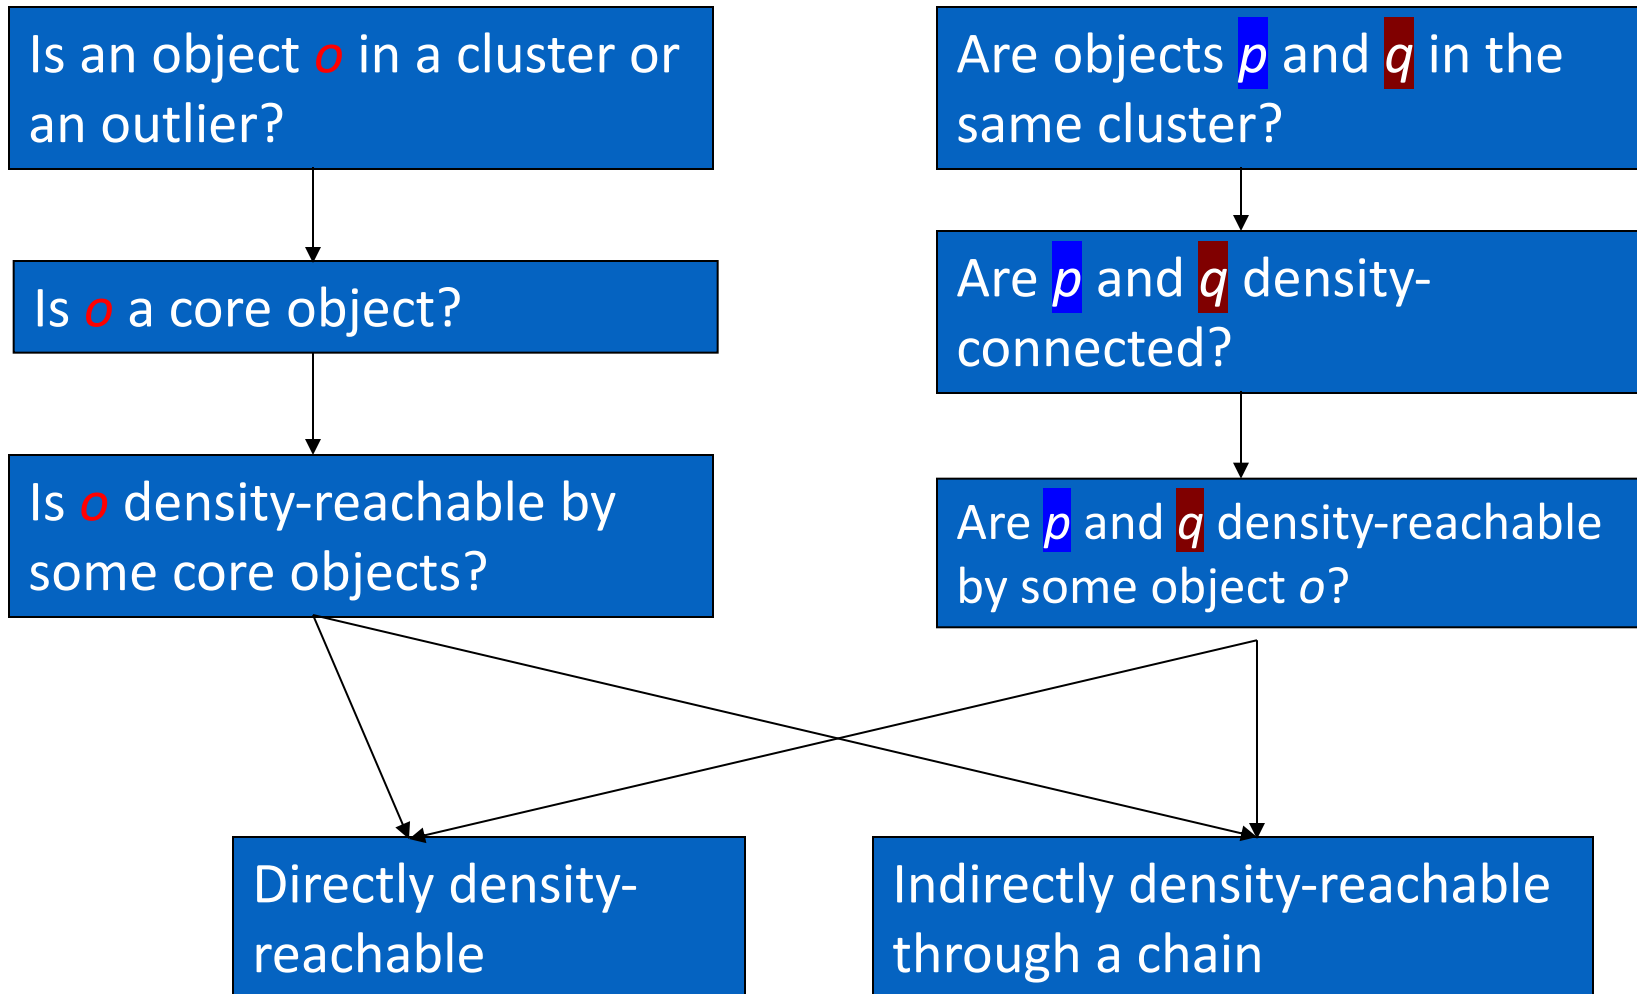 Is an object o in a cluster or
an outlier?
Is o a core object?
Is o density-reachable by
some core objects?
Are objects p and q in the
same cluster?
Are p and q density-
connected?
Are p and q density-reachable
by some object o?
Directly density-
reachable
Indirectly density-reachable
through a chain